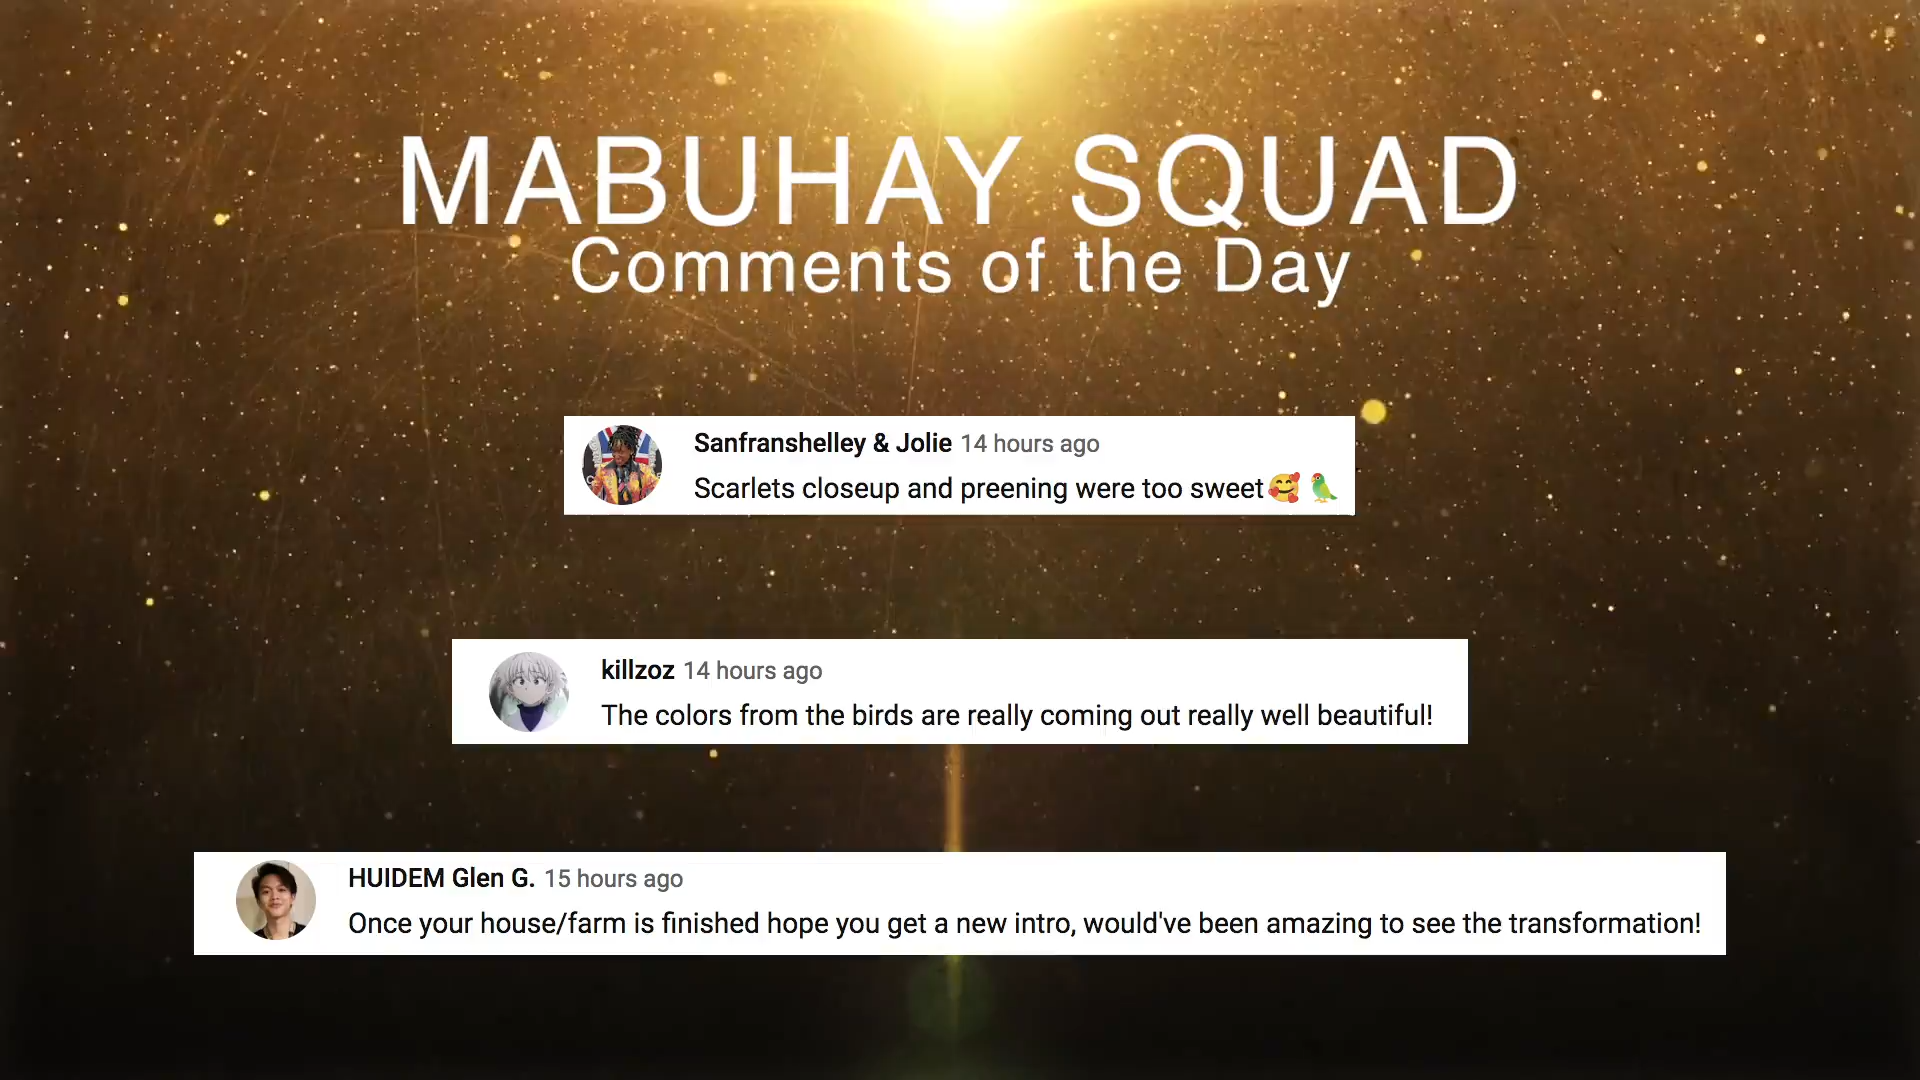 MABUHAY SQUAD
Comments of the Day
Sanfranshelley & Jolie 14 hours ago
Scarlets closeup and preening were too sweet🥰🦜
killzoz 14 hours ago
The colors from the birds are really coming out really well beautiful!
HUIDEM Glen G. 15 hours ago
Once your house/farm is finished hope you get a new intro, would've been amazing to see the transformation!